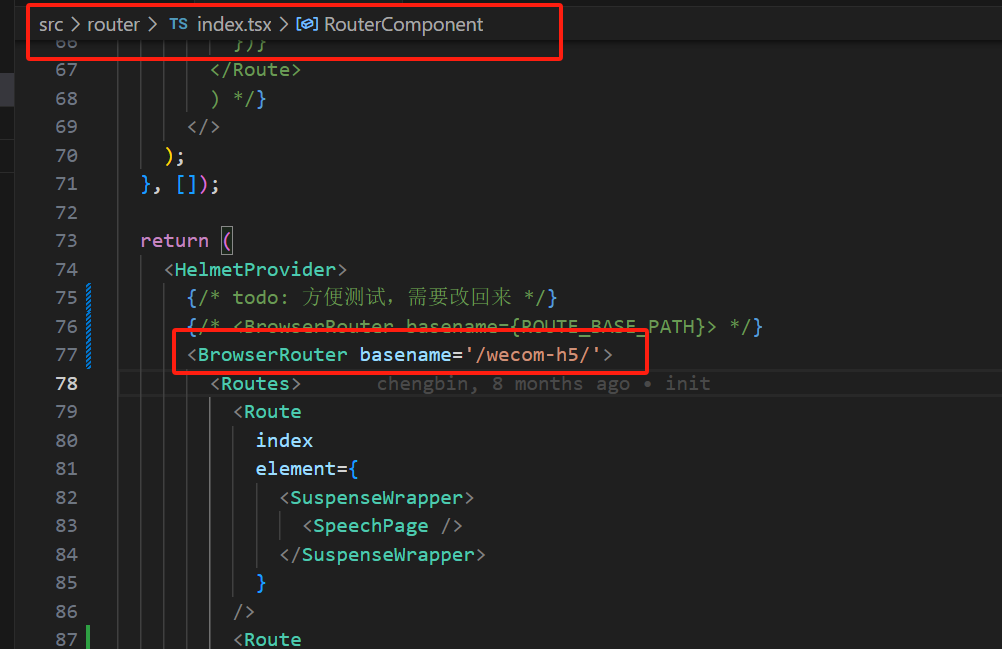 src > router > TS index.tsx > RouterComponent
66 })}
67 </Route>
68 ) */}
69 </>
70 );
71 }, []);
72
73 return (
74 <HelmetProvider>
75 {/* todo: 方便测试，需要改回来 */}
76 {/* <BrowserRouter basename={ROUTE_BASE_PATH}> */}
77 <BrowserRouter basename='/wecom-h5/'>
78 <Routes> chengbin, 8 months ago • init
79 <Route
80 index
81 element={
82 <SuspenseWrapper>
83 <SpeechPage />
84 </SuspenseWrapper>
85 }
86 />
87 <Route